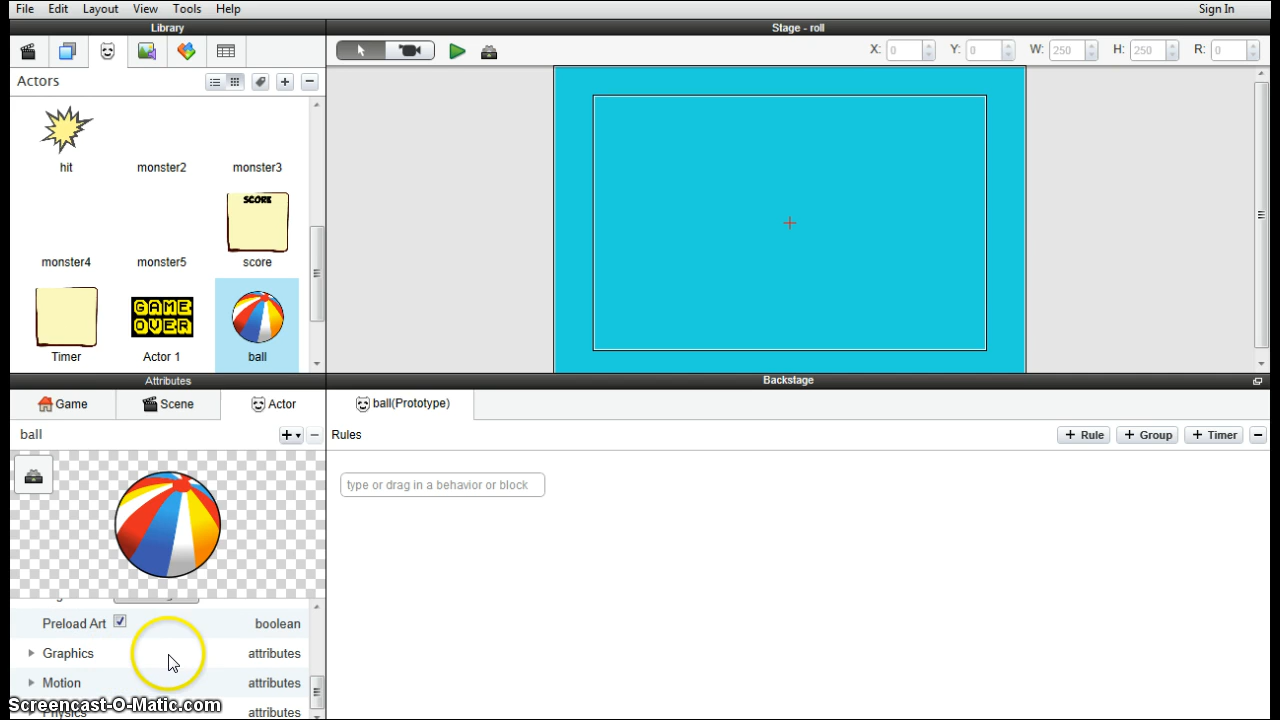 File Edit Layout View Tools Help Sign In
Library
Stage - roll
X: 0 Y: 0 W: 250 H: 250 R: 0
Actors
hit monster2 monster3
SCORE
monster4 monster5 score
GAME
OVER
Timer Actor 1 ball
Attributes
Backstage
Game Scene Actor
ball(Prototype)
ball
Rules
+ Rule + Group + Timer
type or drag in a behavior or block
Preload Art boolean
Graphics attributes
Motion attributes
Physics attributes
Screencast-O-Matic.com